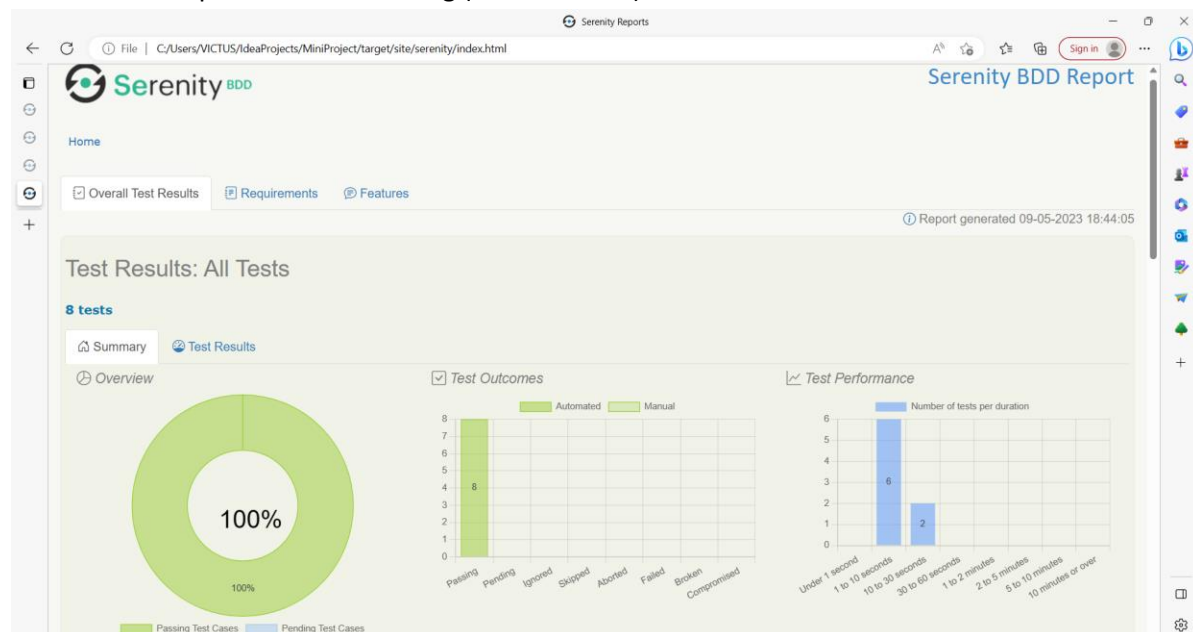 Serenity Reports
File | C:/Users/VICTUS/IdeaProjects/MiniProject/target/site/serenity/index.html
Sign in
Serenity BDD
Serenity BDD Report
Home
Overall Test Results Requirements Features
Report generated 09-05-2023 18:44:05
Test Results: All Tests
8 tests
Summary Test Results
Overview
100%
100%
Passing Test Cases Pending Test Cases
Test Outcomes
Automated Manual
8
7
6
5
4
3
2
1
0
8
Passing Pending Ignored Skipped Aborted Failed Broken Compromised
Test Performance
Number of tests per duration
6
5
4
3
2
1
0
6
2
Under 1 second 1 to 10 seconds 10 to 30 seconds 30 to 60 seconds 1 to 2 minutes 2 to 5 minutes 5 to 10 minutes 10 minutes or over